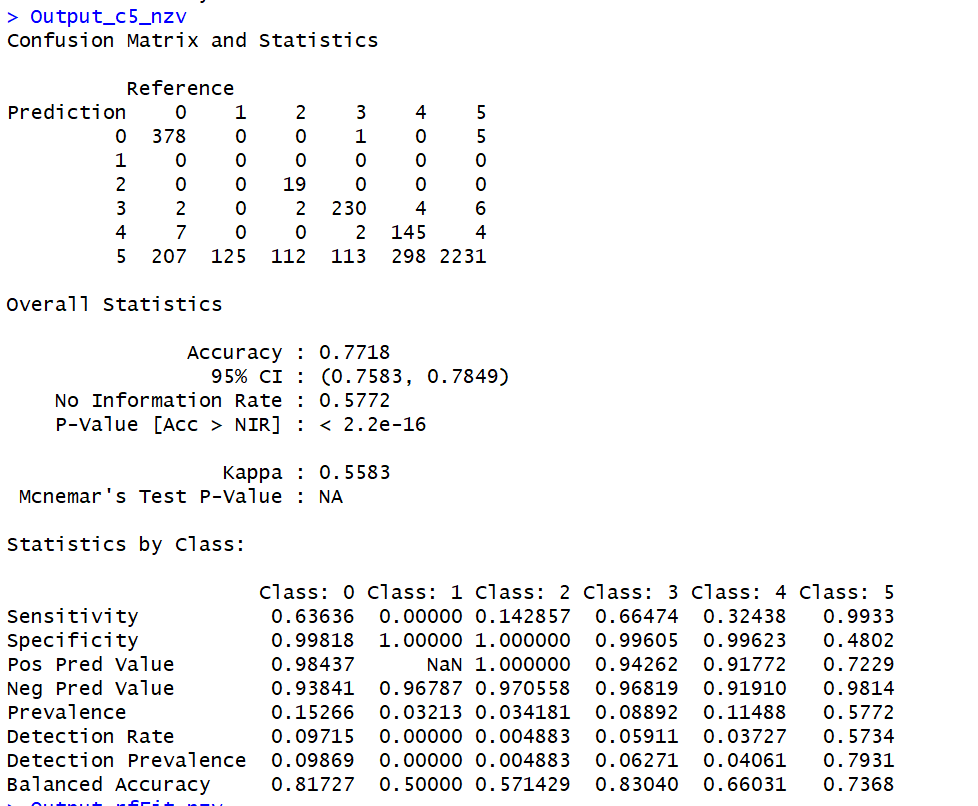 > Output_c5_nzv
Confusion Matrix and Statistics
Reference
Prediction 0 1 2 3 4 5
0 378 0 0 1 0 5
1 0 0 0 0 0 0
2 0 0 19 0 0 0
3 2 0 2 230 4 6
4 7 0 0 2 145 4
5 207 125 112 113 298 2231
Overall Statistics
Accuracy : 0.7718
95% CI : (0.7583, 0.7849)
No Information Rate : 0.5772
P-Value [Acc > NIR] : < 2.2e-16
Kappa : 0.5583
Mcnemar's Test P-Value : NA
Statistics by Class:
Class: 0 Class: 1 Class: 2 Class: 3 Class: 4 Class: 5
Sensitivity 0.63636 0.00000 0.142857 0.66474 0.32438 0.9933
Specificity 0.99818 1.00000 1.000000 0.99605 0.99623 0.4802
Pos Pred Value 0.98437 NaN 1.000000 0.94262 0.91772 0.7229
Neg Pred Value 0.93841 0.96787 0.970558 0.96819 0.91910 0.9814
Prevalence 0.15266 0.03213 0.034181 0.08892 0.11488 0.5772
Detection Rate 0.09715 0.00000 0.004883 0.05911 0.03727 0.5734
Detection Prevalence 0.09869 0.00000 0.004883 0.06271 0.04061 0.7931
Balanced Accuracy 0.81727 0.50000 0.571429 0.83040 0.66031 0.7368